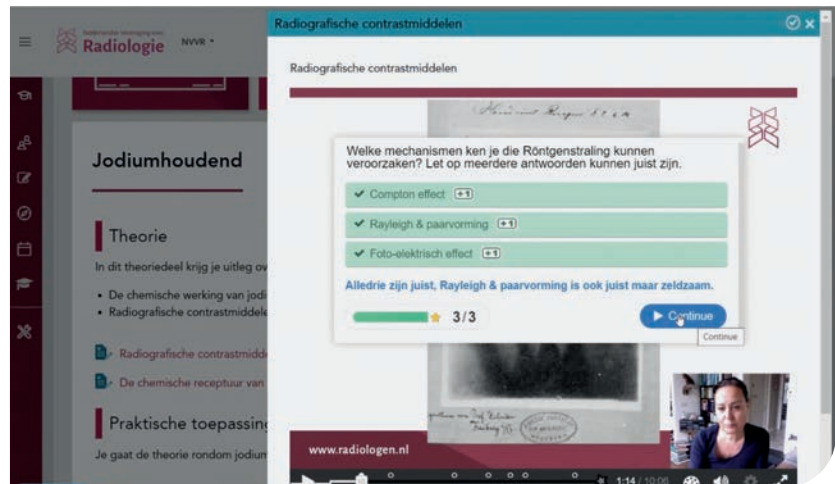 Radiologie
NVVR
Radiografische contrastmiddelen
Radiografische contrastmiddelen
Jodiumhoudend
Theorie
In dit theoriedeel krijg je uitleg ov
• De chemische werking van jodi
• Radiografische contrastmiddele
Radiografische contrastmidd
De chemische receptuur van
Praktische toepassing
Je gaat de theorie rondom jodium
Welke mechanismen ken je die Röntgenstraling kunnen
veroorzaken? Let op meerdere antwoorden kunnen juist zijn.
Compton effect +1
Rayleigh & paarvorming +1
Foto-elektrisch effect +1
Alledrie zijn juist, Rayleigh & paarvorming is ook juist maar zeldzaam.
3/3
Continue
Continue
www.radiologen.nl
1:14 / 10:06